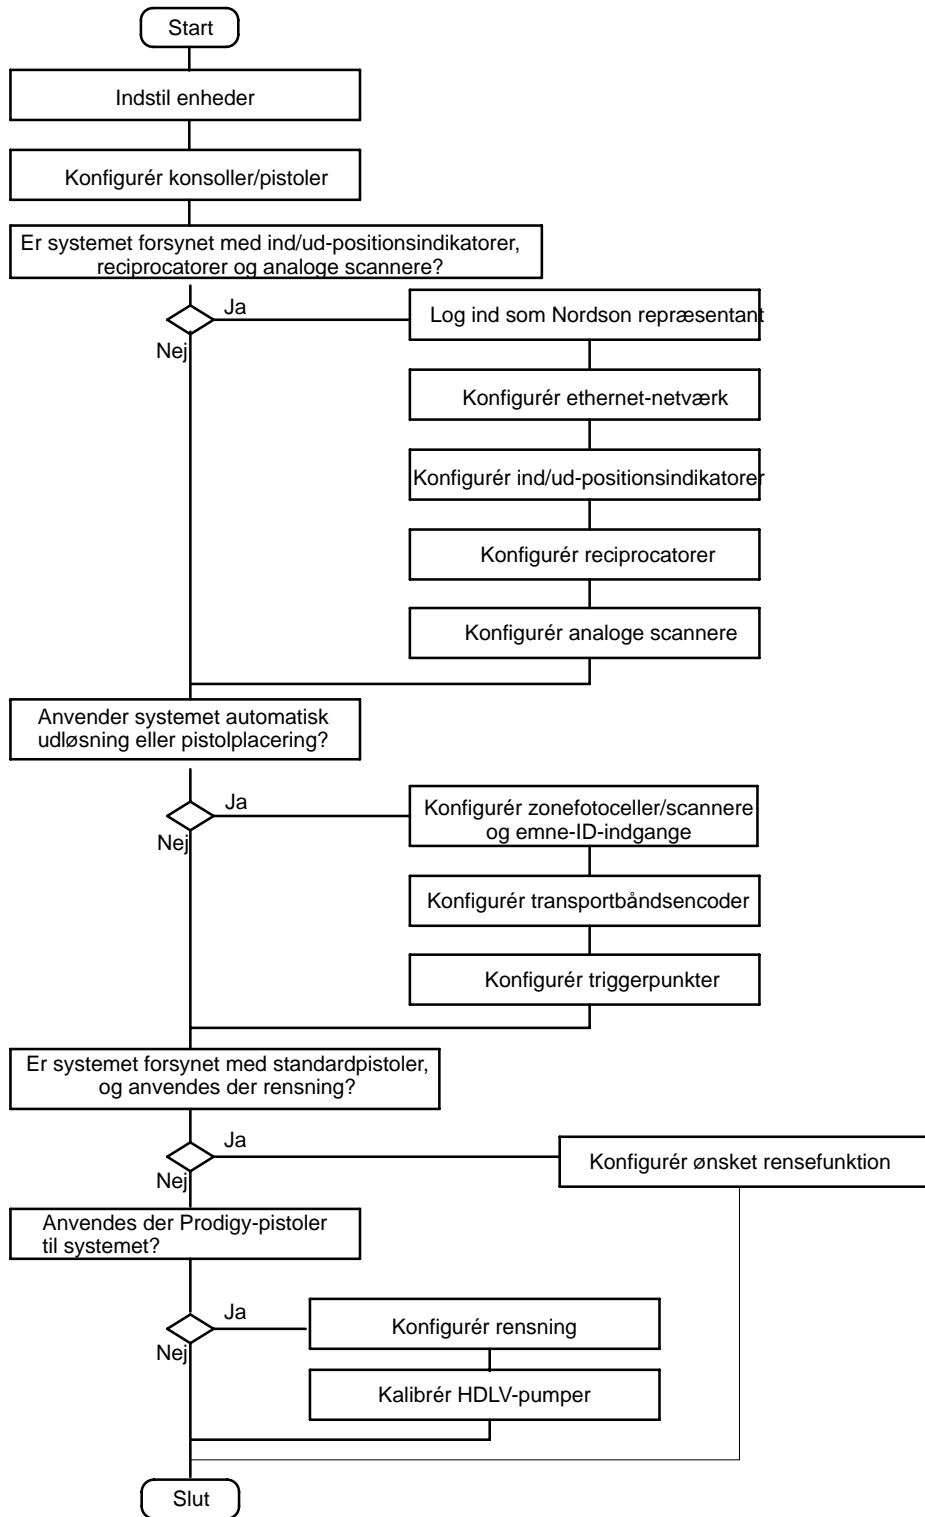 Start
Indstil enheder
Konfigurér konsoller/pistoler
Er systemet forsynet med ind/ud-positionsindikatorer,
reciprocatorer og analoge scannere?
Ja
Nej
Log ind som Nordson repræsentant
Konfigurér ethernet-netværk
Konfigurér ind/ud-positionsindikatorer
Konfigurér reciprocatorer
Konfigurér analoge scannere
Anvender systemet automatisk
udløsning eller pistolplacering?
Ja
Nej
Konfigurér zonefotoceller/scannere
og emne-ID-indgange
Konfigurér transportbåndsencoder
Konfigurér triggerpunkter
Er systemet forsynet med standardpistoler,
og anvendes der rensning?
Ja
Nej
Konfigurér ønsket rensefunktion
Anvendes der Prodigy-pistoler
til systemet?
Ja
Nej
Konfigurér rensning
Kalibrér HDLV-pumper
Slut